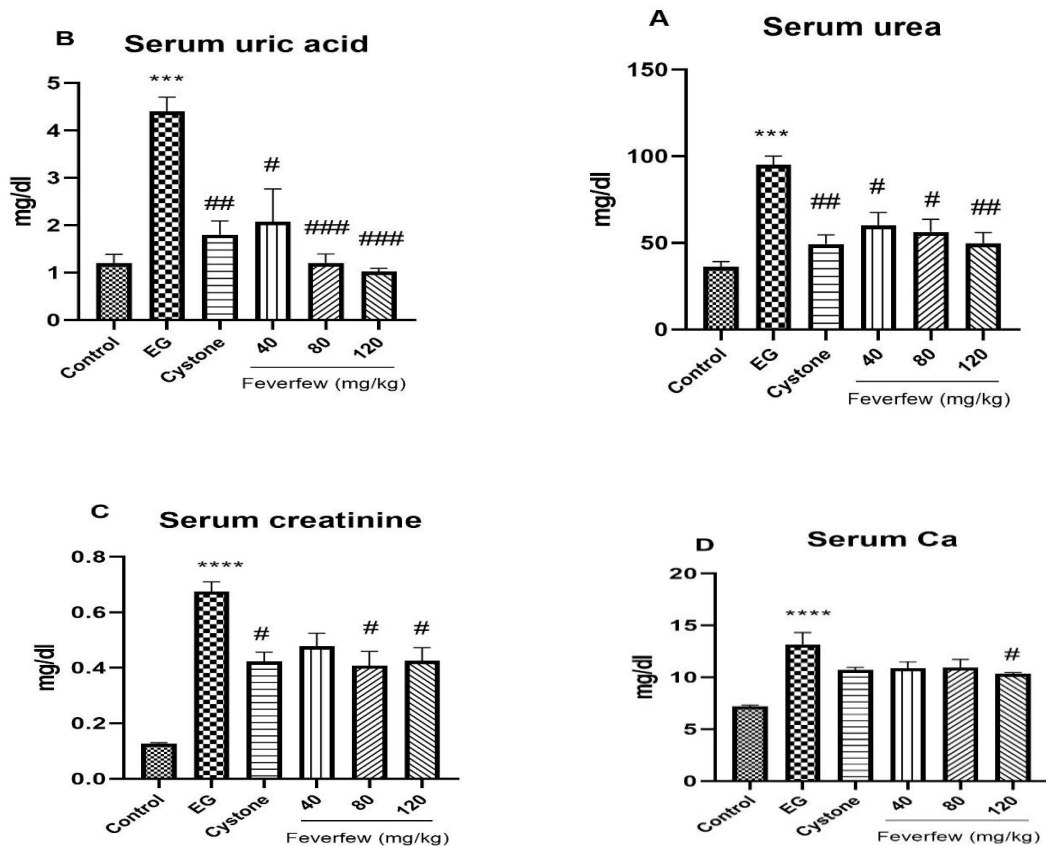 B
Serum uric acid
mg/dl
5
4
3
2
1
0
***
##
#
###
###
Control
EG
Cystone
40
80
120
Feverfew (mg/kg)
A
Serum urea
mg/dl
150
100
50
0
***
##
#
#
##
Control
EG
Cystone
40
80
120
Feverfew (mg/kg)
C
Serum creatinine
mg/dl
0.8
0.6
0.4
0.2
0.0
****
#
#
#
Control
EG
Cystone
40
80
120
Feverfew (mg/kg)
D
Serum Ca
mg/dl
20
15
10
5
0
****
#
Control
EG
Cystone
40
80
120
Feverfew (mg/kg)